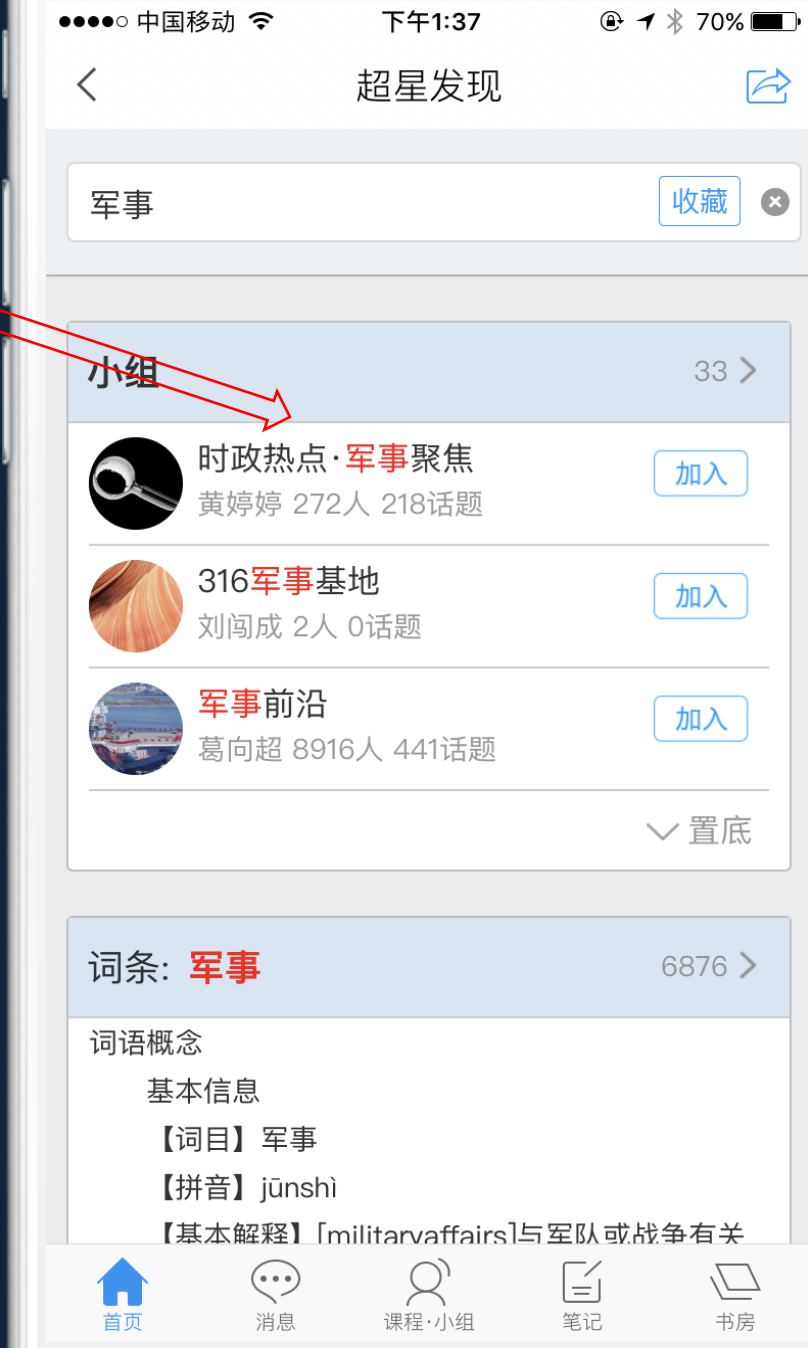 中国移动 下午1:37 70%
超星发现
军事 收藏
小组 33
时政热点·军事聚焦
黄婷婷 272人 218话题
加入
316军事基地
刘闯成 2人 0话题
加入
军事前沿
葛向超 8916人 441话题
加入
置底
词条: 军事 6876
词语概念
基本信息
【词目】军事
【拼音】jūnshì
【基本解释】[militaryaffairs]与军队或战争有关
首页 消息 课程·小组 笔记 书房